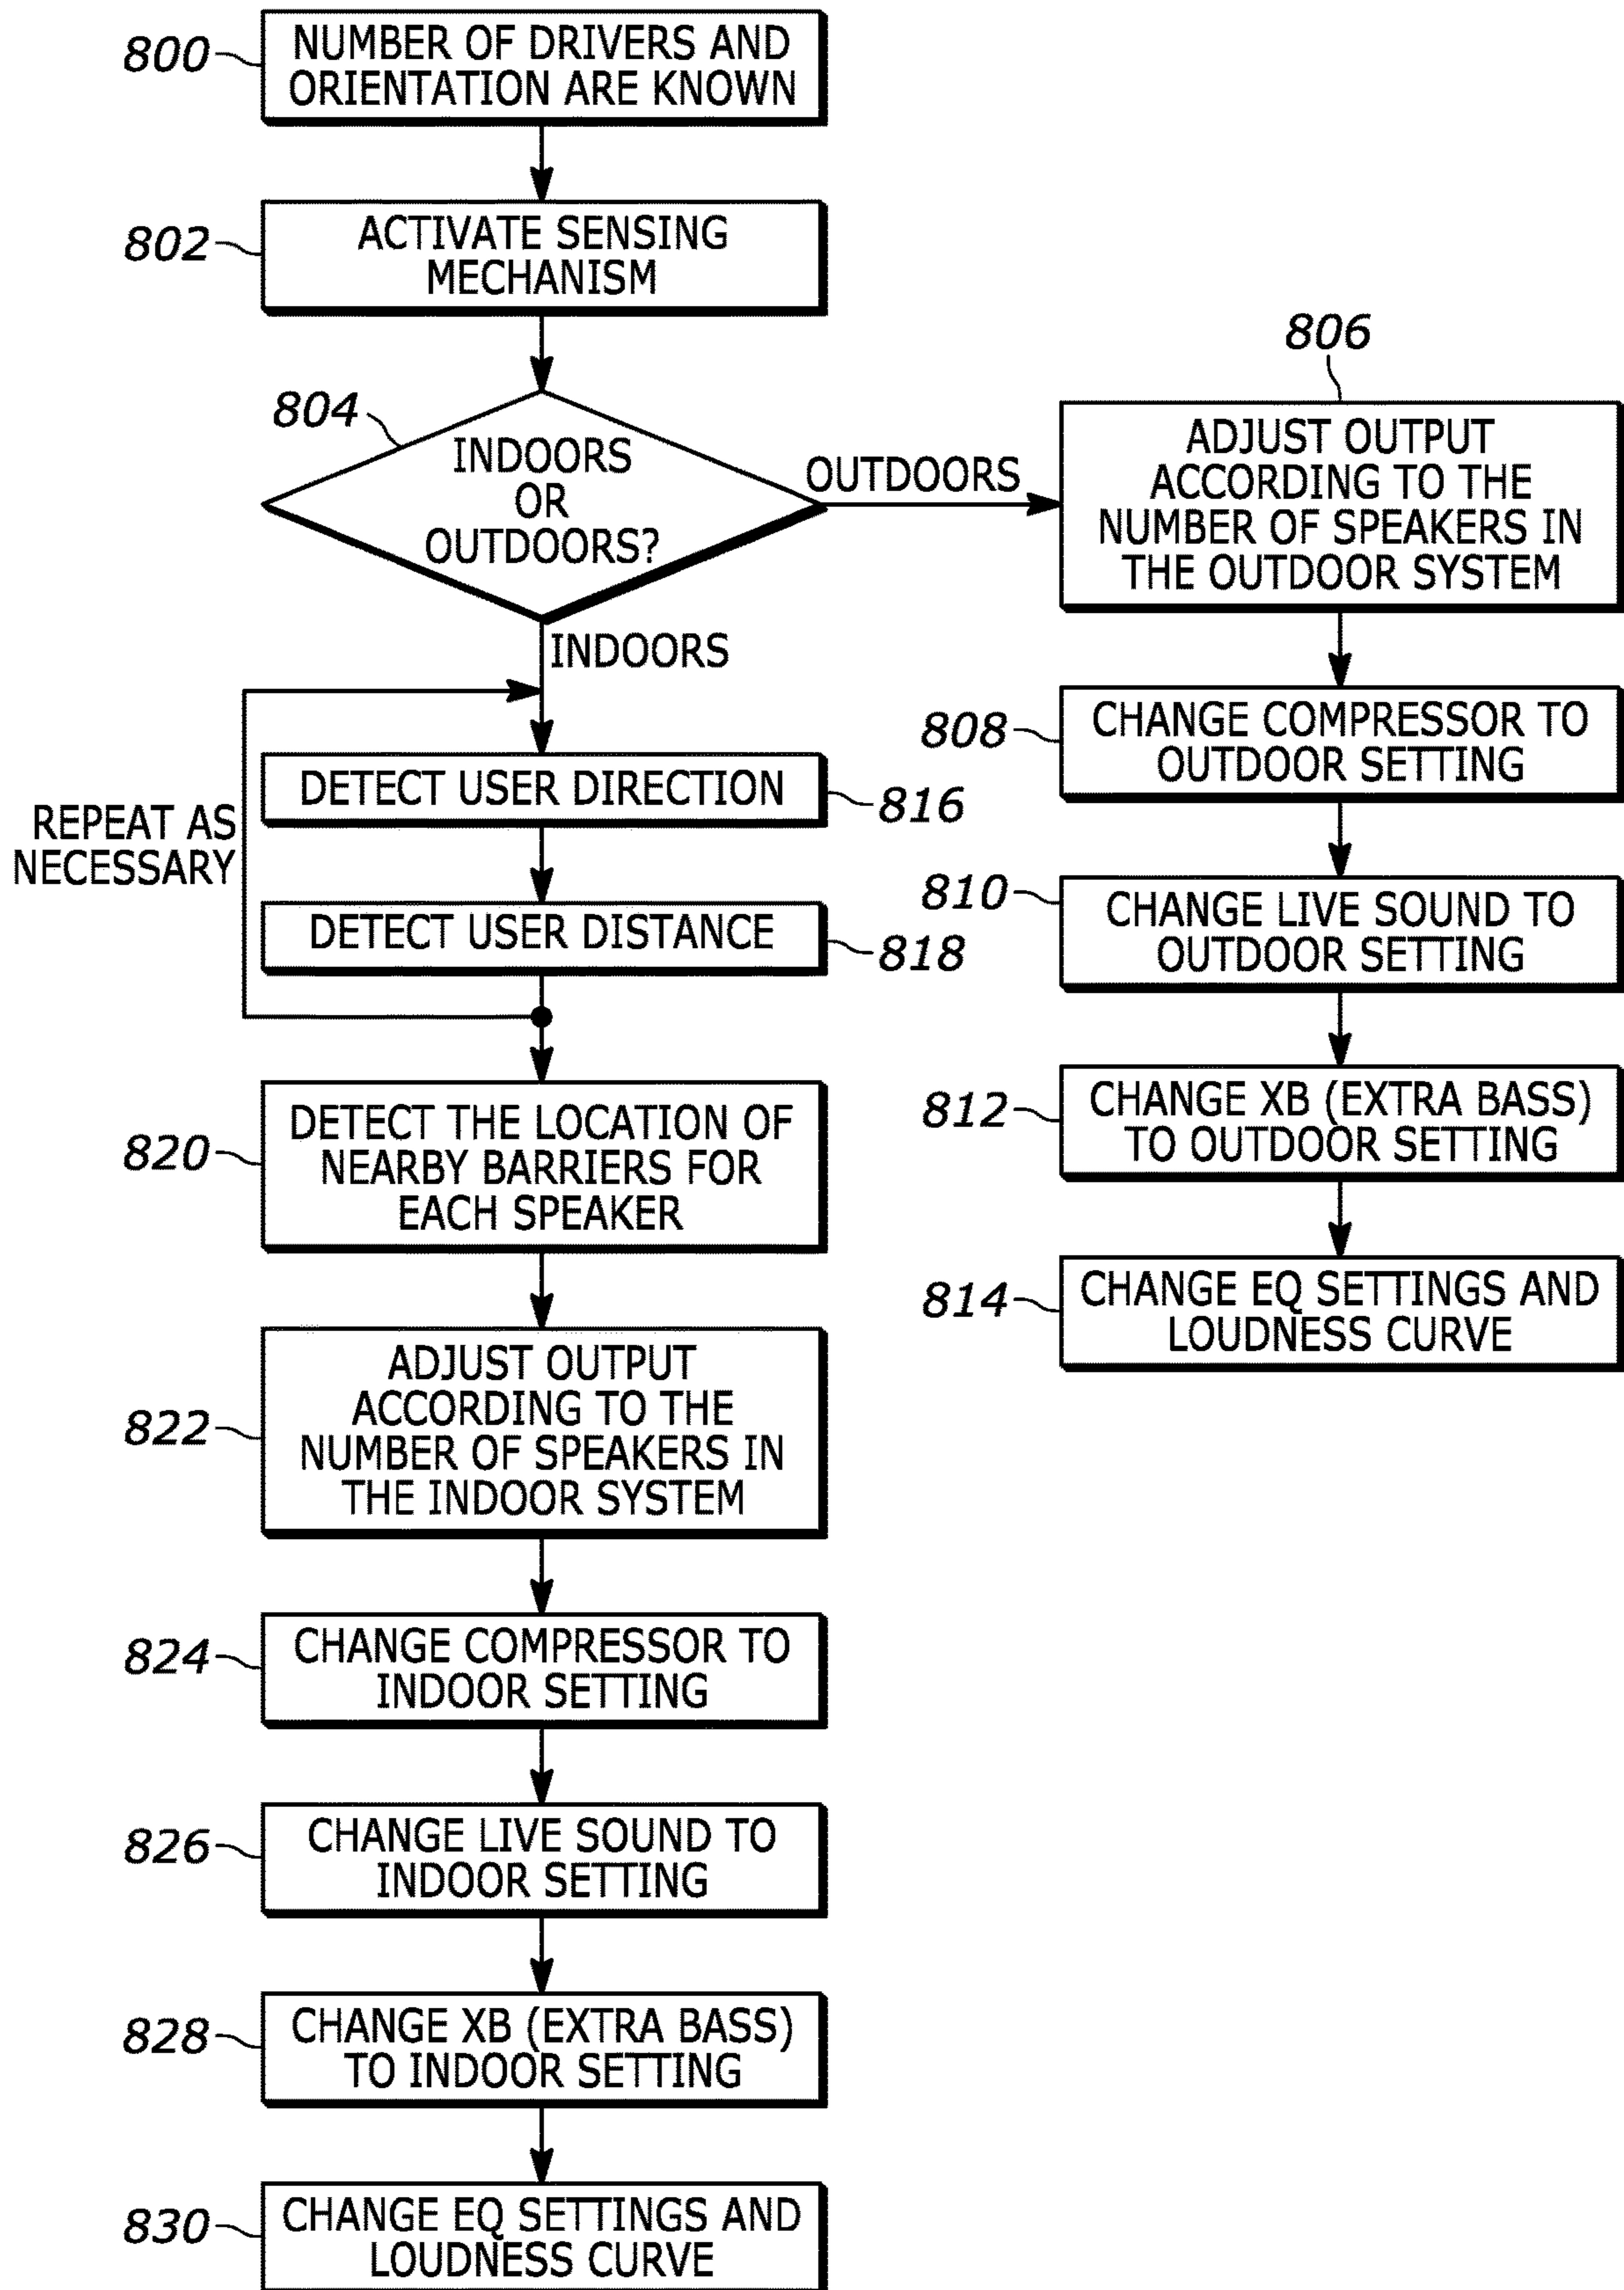 800
NUMBER OF DRIVERS AND
ORIENTATION ARE KNOWN
802
ACTIVATE SENSING
MECHANISM
804
INDOORS
OR
OUTDOORS?
OUTDOORS
INDOORS
806
ADJUST OUTPUT
ACCORDING TO THE
NUMBER OF SPEAKERS IN
THE OUTDOOR SYSTEM
808
CHANGE COMPRESSOR TO
OUTDOOR SETTING
810
CHANGE LIVE SOUND TO
OUTDOOR SETTING
812
CHANGE XB (EXTRA BASS)
TO OUTDOOR SETTING
814
CHANGE EQ SETTINGS AND
LOUDNESS CURVE
REPEAT AS
NECESSARY
DETECT USER DIRECTION
816
DETECT USER DISTANCE
818
820
DETECT THE LOCATION OF
NEARBY BARRIERS FOR
EACH SPEAKER
822
ADJUST OUTPUT
ACCORDING TO THE
NUMBER OF SPEAKERS IN
THE INDOOR SYSTEM
824
CHANGE COMPRESSOR TO
INDOOR SETTING
826
CHANGE LIVE SOUND TO
INDOOR SETTING
828
CHANGE XB (EXTRA BASS)
TO INDOOR SETTING
830
CHANGE EQ SETTINGS AND
LOUDNESS CURVE